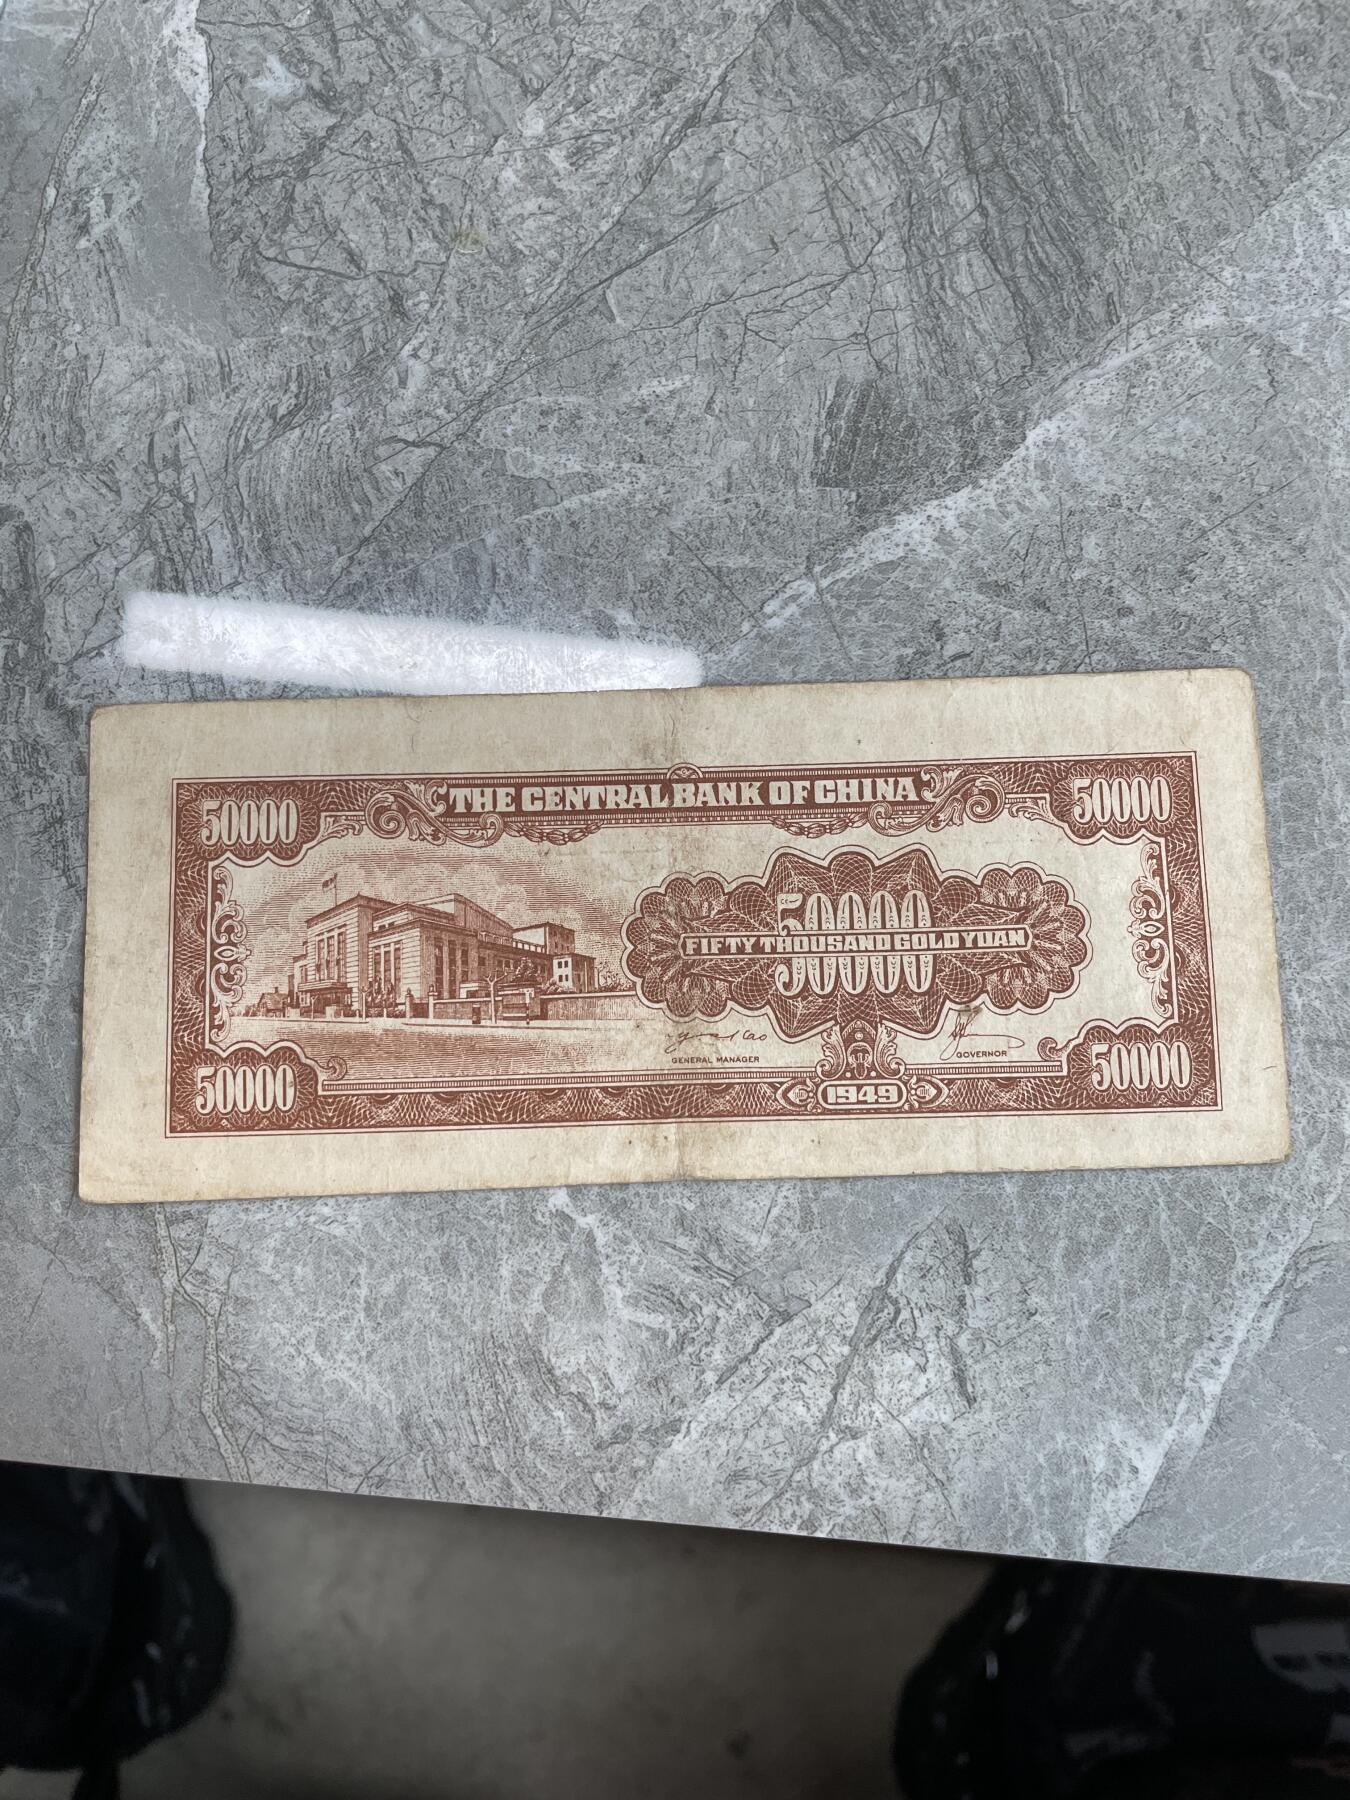 THE CENTRAL BANK OF CHINA
50000 50000
50000
FIFTY THOUSAND GOLD YUAN
GENERAL MANAGER GOVERNOR
50000 50000
1949